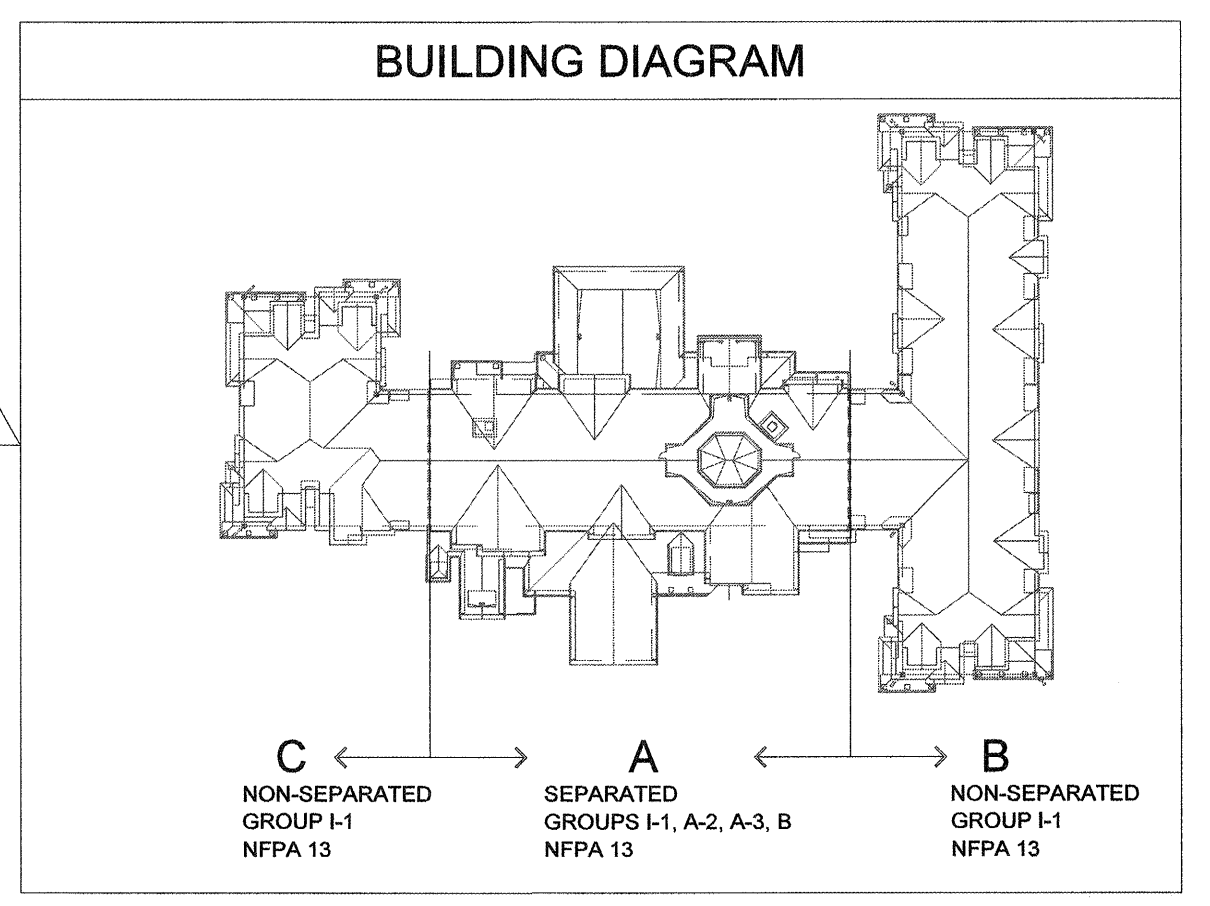 BUILDING DIAGRAM
C
NON-SEPARATED
GROUP I-1
NFPA 13
A
SEPARATED
GROUPS I-1, A-2, A-3, B
NFPA 13
B
NON-SEPARATED
GROUP I-1
NFPA 13